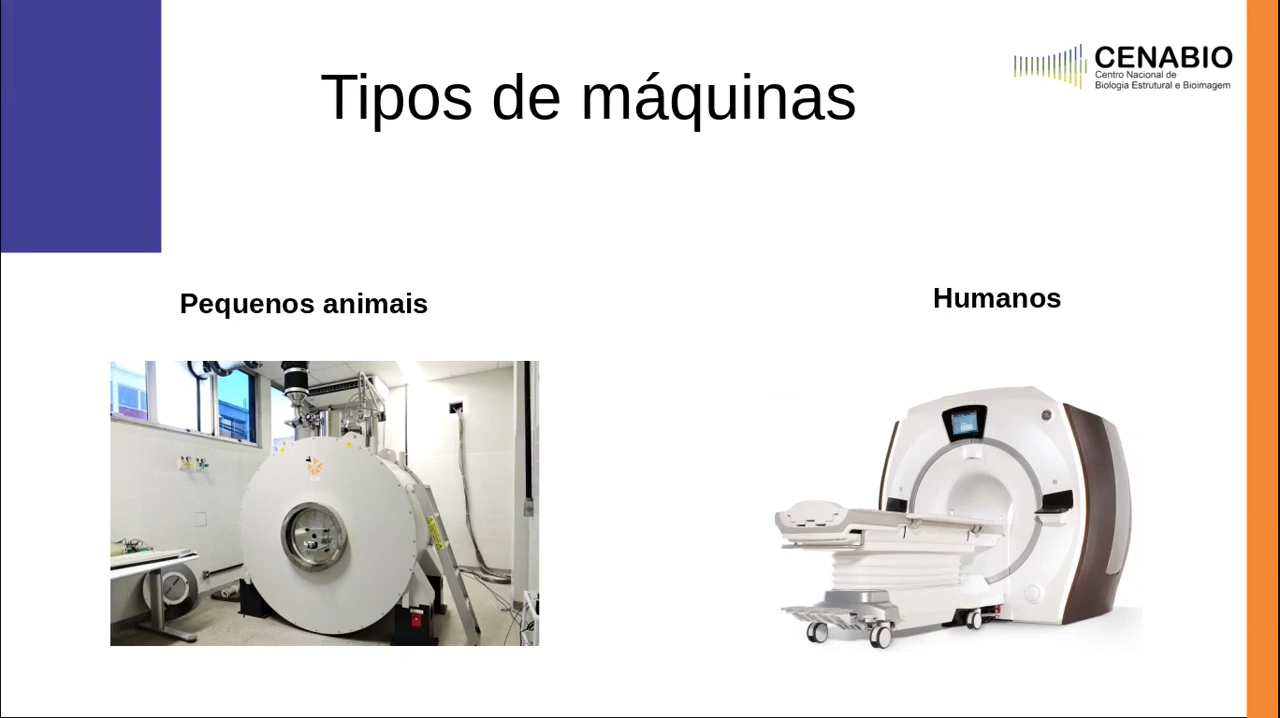 Tipos de máquinas
CENABIO
Centro Nacional de
Biologia Estrutural e Bioimagem
Pequenos animais
Humanos